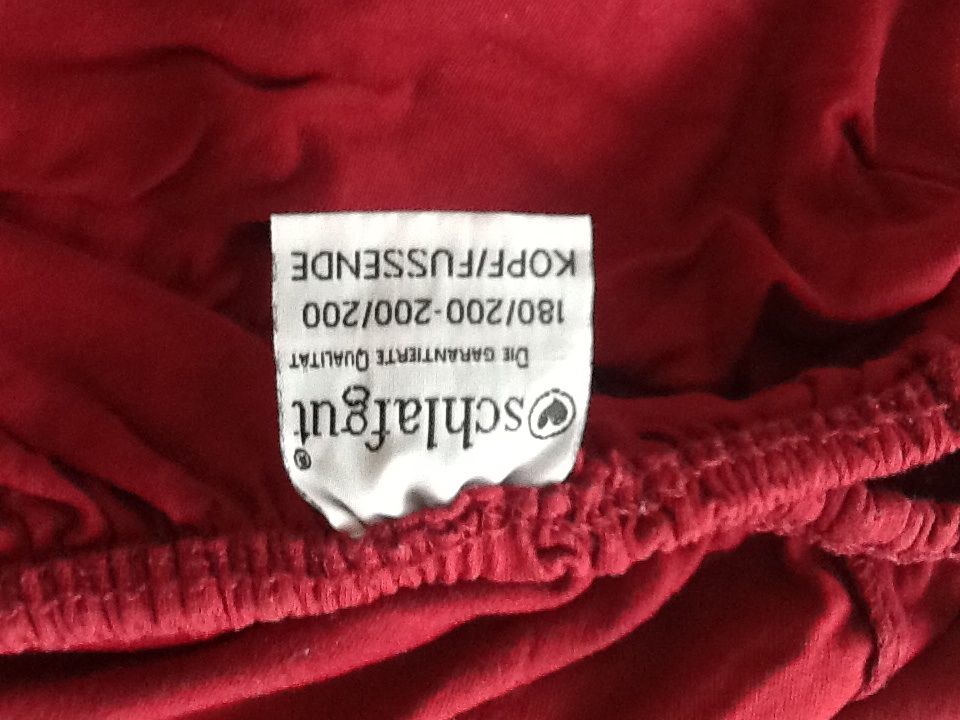 schlafgut®
DIE GARANTIERTE QUALITÄT
180/200-200/200
KOPF/FUSSENDE